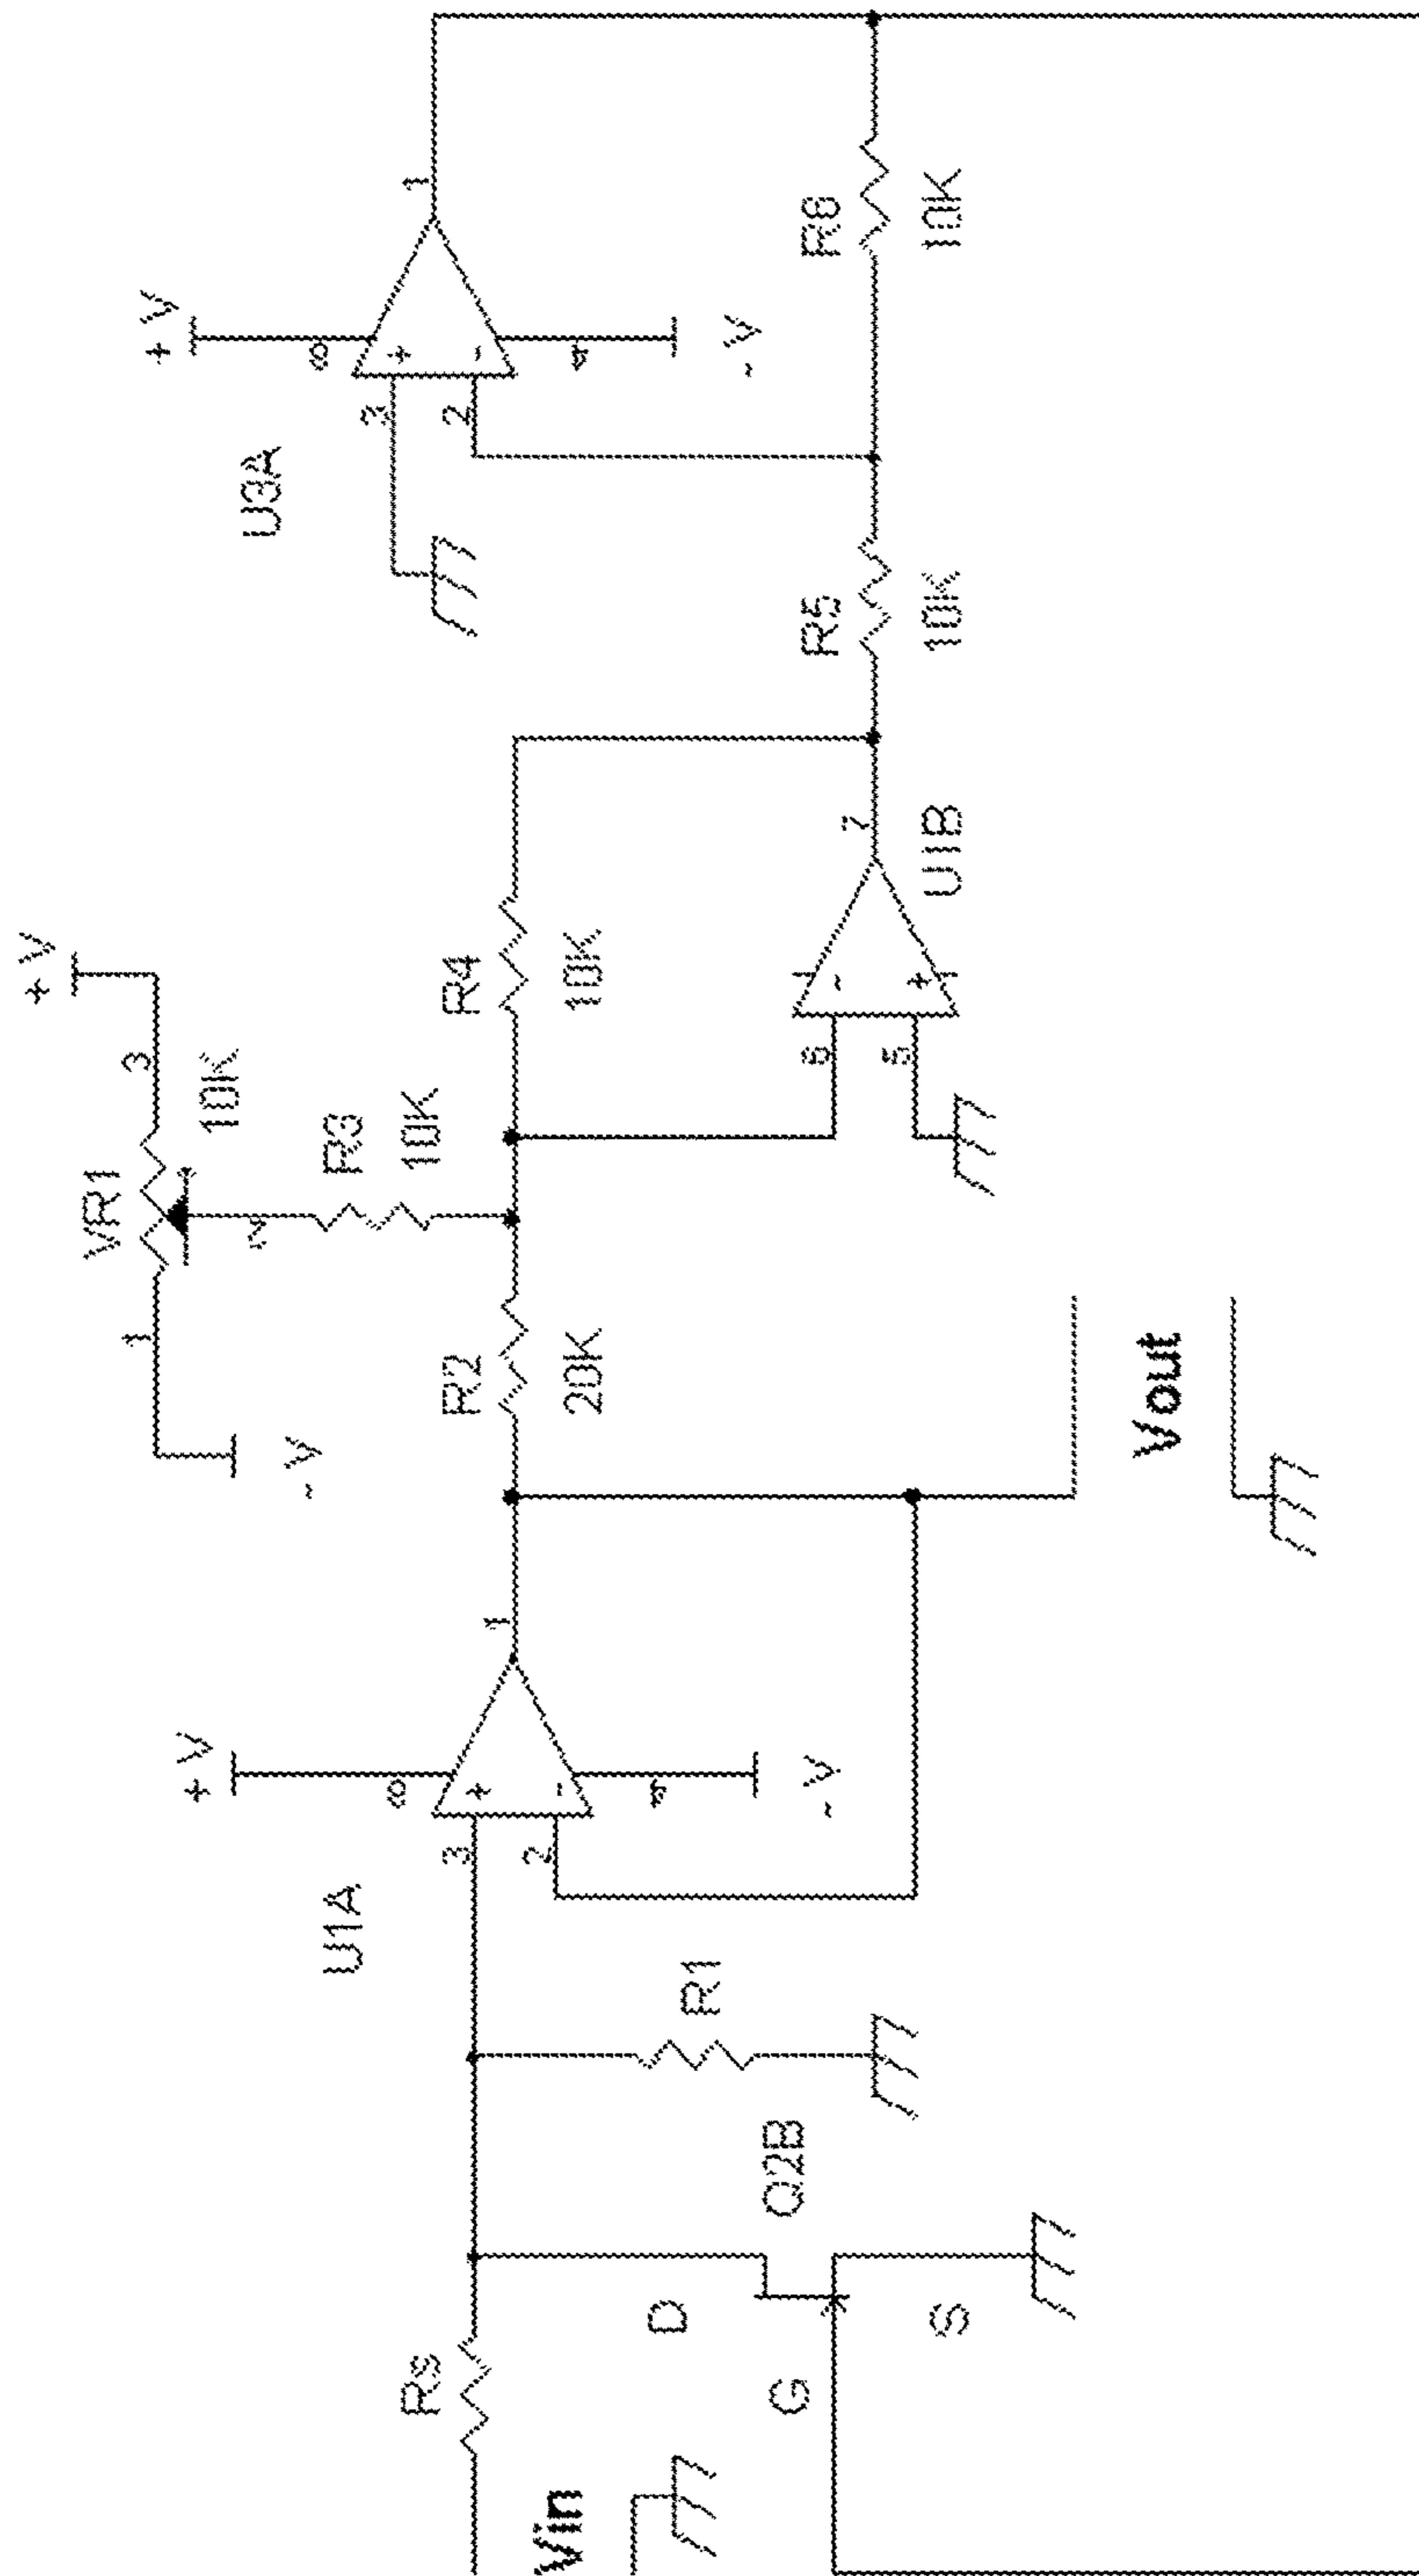 +V
-V
VR1
10K
1
3
2
R3
10K
+V
-V
U1A
3
2
8
4
1
R2
20K
R4
10K
6
5
7
U1B
U3A
+V
-V
3
2
8
4
1
R5
10K
R6
10K
Rs
Vin
D
G
S
Q2B
R1
Vout